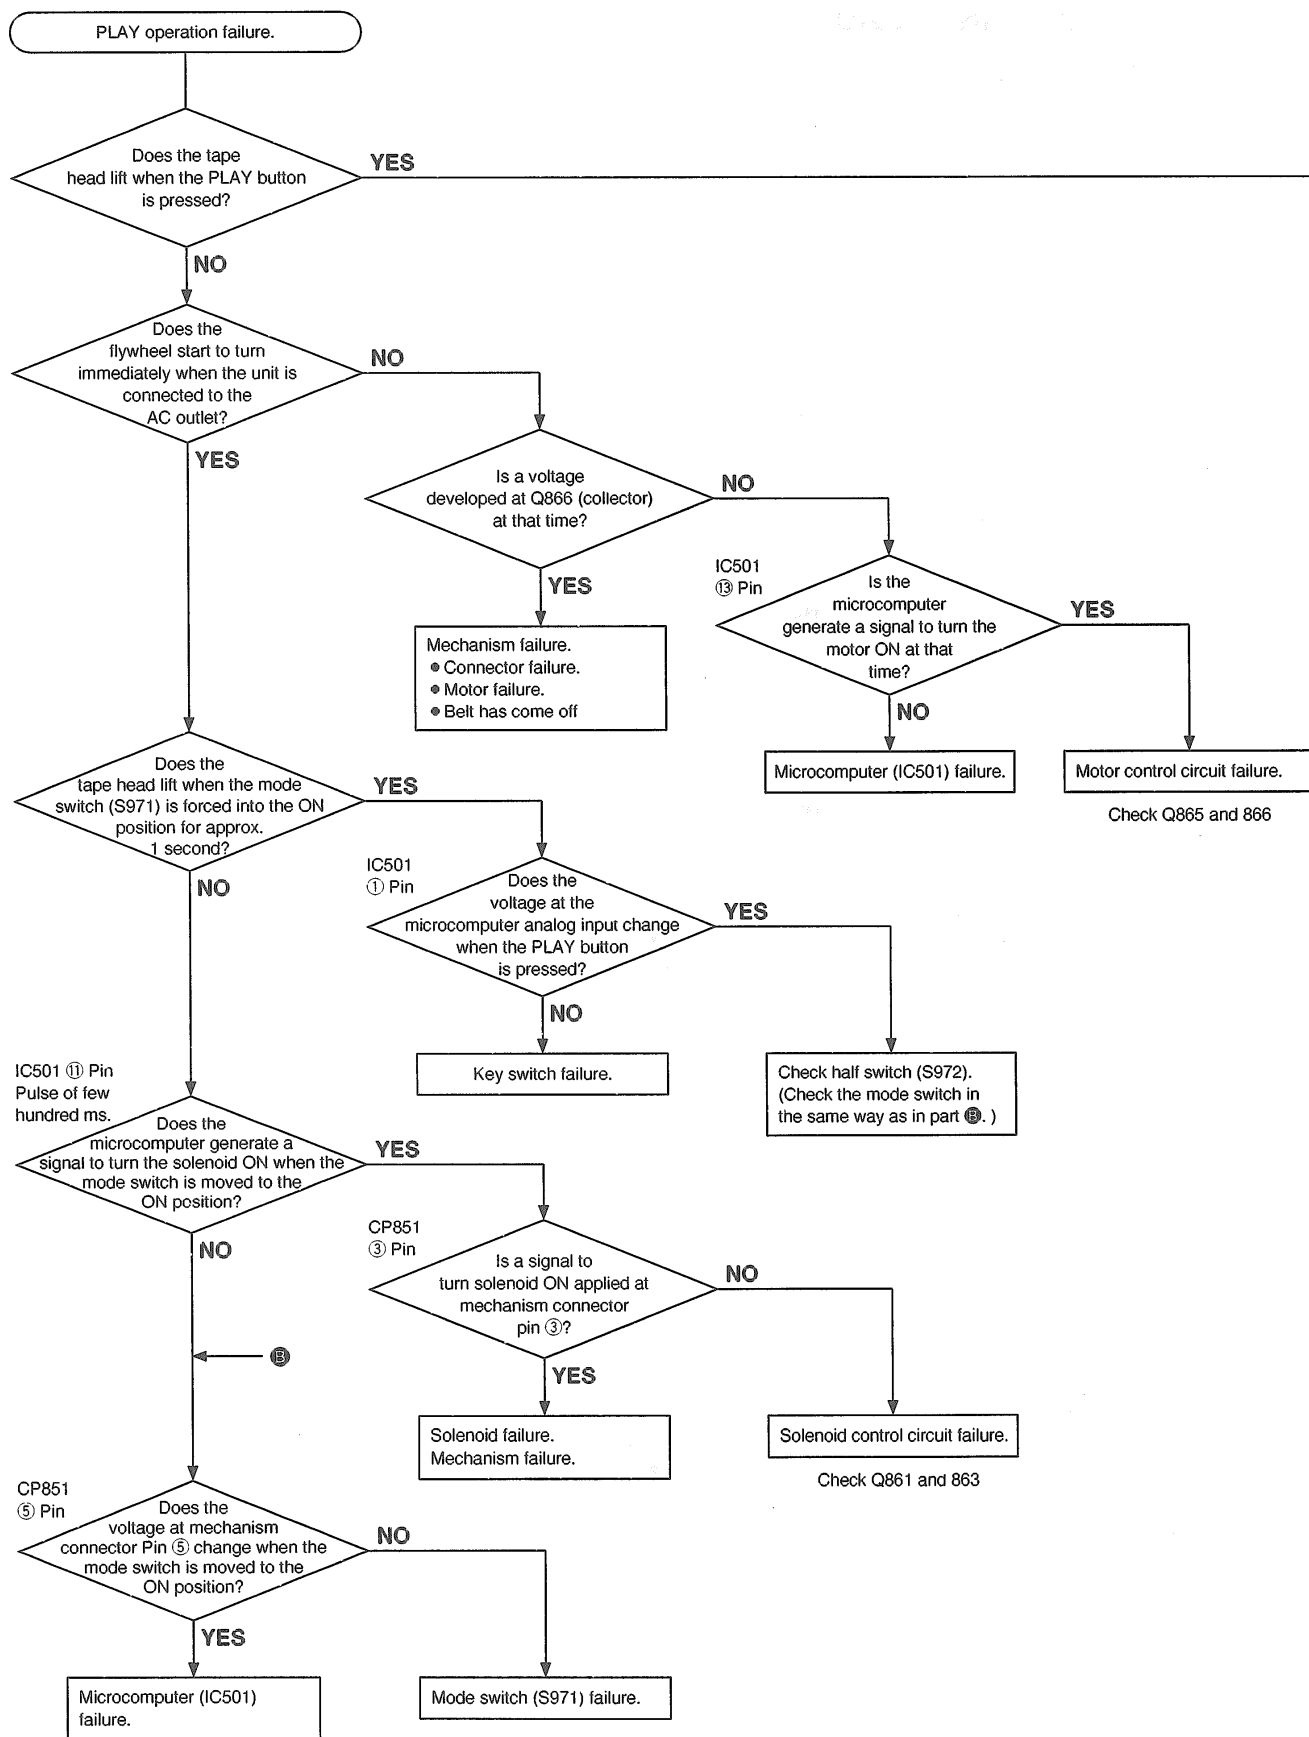 PLAY operation failure.
Does the tape
head lift when the PLAY button
is pressed?
YES
NO
Does the
flywheel start to turn
immediately when the unit is
connected to the
AC outlet?
NO
YES
Is a voltage
developed at Q866 (collector)
at that time?
NO
YES
Mechanism failure.
● Connector failure.
● Motor failure.
● Belt has come off
IC501
⑬ Pin
Is the
microcomputer
generate a signal to turn the
motor ON at that
time?
YES
NO
Microcomputer (IC501) failure.
Motor control circuit failure.
Check Q865 and 866
Does the
tape head lift when the mode
switch (S971) is forced into the ON
position for approx.
1 second?
YES
NO
IC501
① Pin
Does the
voltage at the
microcomputer analog input change
when the PLAY button
is pressed?
YES
NO
Key switch failure.
Check half switch (S972).
(Check the mode switch in
the same way as in part Ⓑ. )
IC501 ⑪ Pin
Pulse of few
hundred ms.
Does the
microcomputer generate a
signal to turn the solenoid ON when the
mode switch is moved to the
ON position?
YES
NO
CP851
③ Pin
Is a signal to
turn solenoid ON applied at
mechanism connector
pin ③?
NO
YES
Solenoid failure.
Mechanism failure.
Solenoid control circuit failure.
Check Q861 and 863
Ⓑ
CP851
⑤ Pin
Does the
voltage at mechanism
connector Pin ⑤ change when the
mode switch is moved to the
ON position?
NO
YES
Microcomputer (IC501)
failure.
Mode switch (S971) failure.